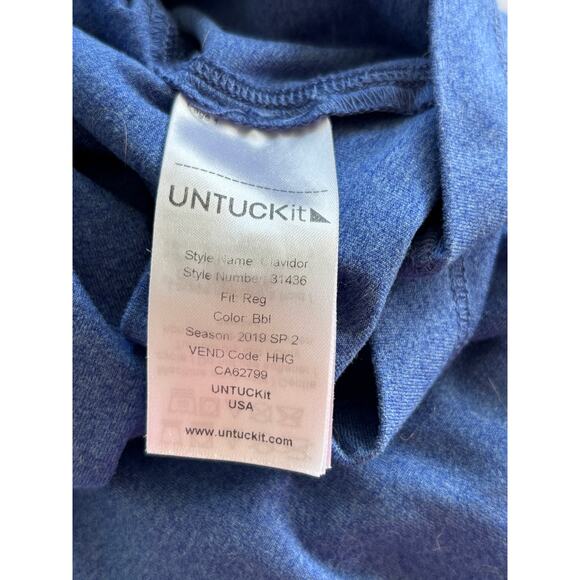 UNTUCKit
Style Name: Clavidor
Style Number: 31436
Fit: Reg
Color: Bbl
Season: 2019 SP 2
VEND Code: HHG
CA62799
UNTUCKit
USA
www.untuckit.com